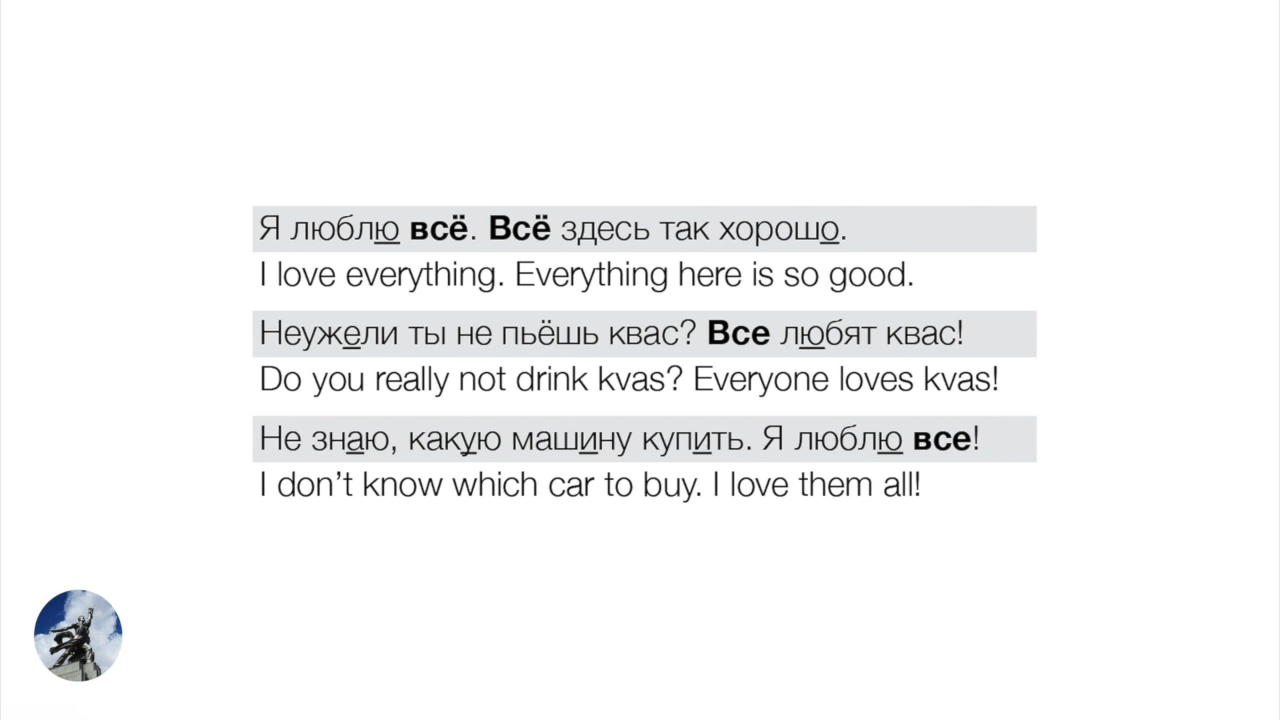 Я люблю всё. Всё здесь так хорошо.
I love everything. Everything here is so good.
Неужели ты не пьёшь квас? Все любят квас!
Do you really not drink kvas? Everyone loves kvas!
Не знаю, какую машину купить. Я люблю все!
I don’t know which car to buy. I love them all!